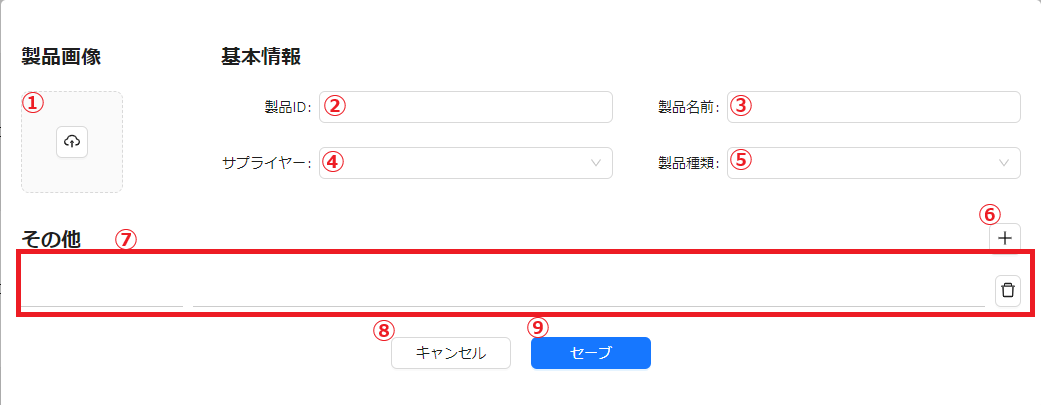 製品画像 基本情報
① 製品ID: ② 製品名前: ③
サプライヤー: ④ 製品種類: ⑤
⑥
その他 ⑦
⑧ ⑨
キャンセル セーブ